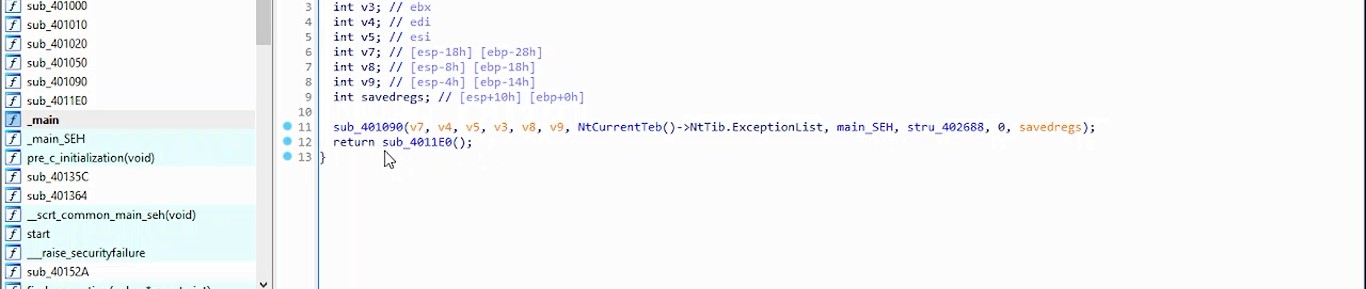 sub_401000
sub_401010
sub_401020
sub_401050
sub_401090
sub_4011E0
_main
_main_SEH
pre_c_initialization(void)
sub_40135C
sub_401364
__scrt_common_main_seh(void)
start
___raise_securityfailure
sub_40152A
3 int v3; // ebx
4 int v4; // edi
5 int v5; // esi
6 int v7; // [esp-18h] [ebp-28h]
7 int v8; // [esp-8h] [ebp-18h]
8 int v9; // [esp-4h] [ebp-14h]
9 int savedregs; // [esp+10h] [ebp+0h]
10
11 sub_401090(v7, v4, v5, v3, v8, v9, NtCurrentTeb()->NtTib.ExceptionList, main_SEH, stru_402688, 0, savedregs);
12 return sub_4011E0();
13 }